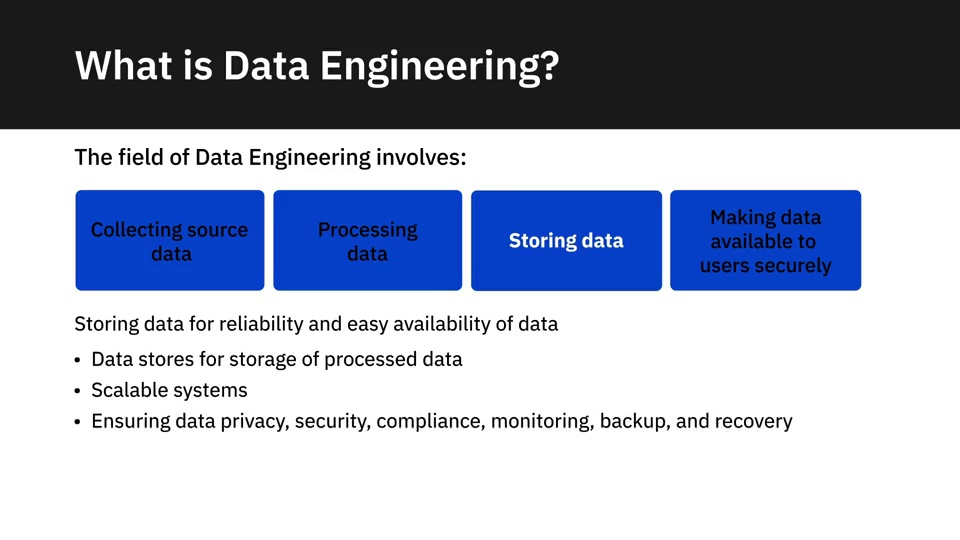 What is Data Engineering?
The field of Data Engineering involves:
Collecting source
data
Processing
data
Storing data
Making data
available to
users securely
Storing data for reliability and easy availability of data
• Data stores for storage of processed data
• Scalable systems
• Ensuring data privacy, security, compliance, monitoring, backup, and recovery